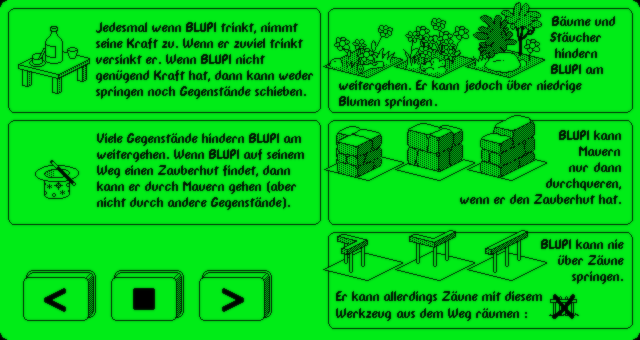 Jedesmal wenn BLUPI trinkt, nimmt
seine Kraft zu. Wenn er zuviel trinkt
versinkt er. Wenn BLUPI nicht
genügend Kraft hat, dann kann weder
springen noch Gegenstände schieben.
Viele Gegenstände hindern BLUPI am
weitergehen. Wenn BLUPI auf seinem
Weg einen Zauberhut findet, dann
kann er durch Mauern gehen (aber
nicht durch andere Gegenstände).
<
>
Bäume und
Stäucher
hindern
BLUPI am
weitergehen. Er kann jedoch über niedrige
Blumen springen.
BLUPI kann
Mauern
nur dann
durchqueren,
wenn er den Zauberhut hat.
BLUPI kann nie
über Zäune
springen.
Er kann allerdings Zäune mit diesem
Werkzeug aus dem Weg räumen :